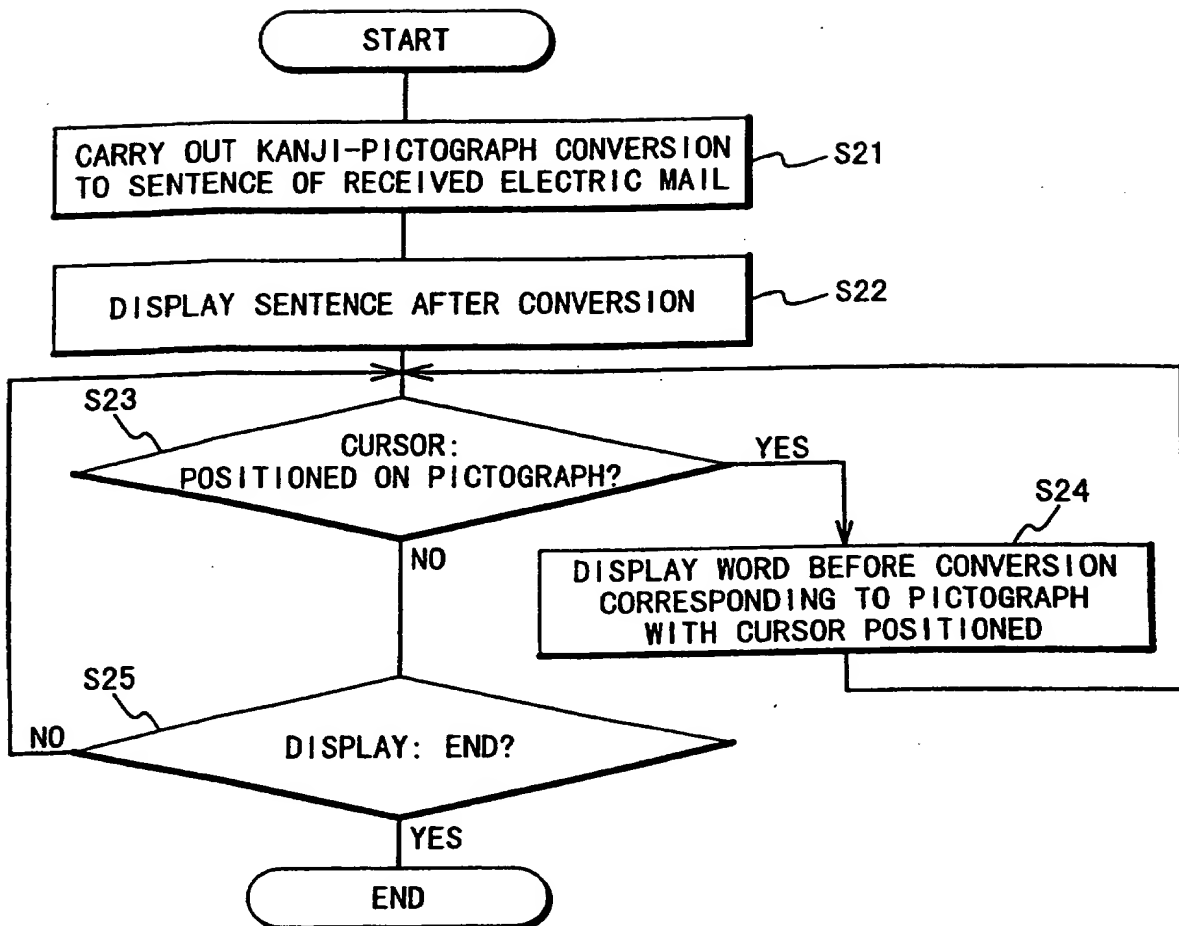 START
CARRY OUT KANJI-PICTOGRAPH CONVERSION
TO SENTENCE OF RECEIVED ELECTRIC MAIL
S21
DISPLAY SENTENCE AFTER CONVERSION
S22
S23
CURSOR:
POSITIONED ON PICTOGRAPH?
YES
NO
S24
DISPLAY WORD BEFORE CONVERSION
CORRESPONDING TO PICTOGRAPH
WITH CURSOR POSITIONED
S25
NO
DISPLAY: END?
YES
END